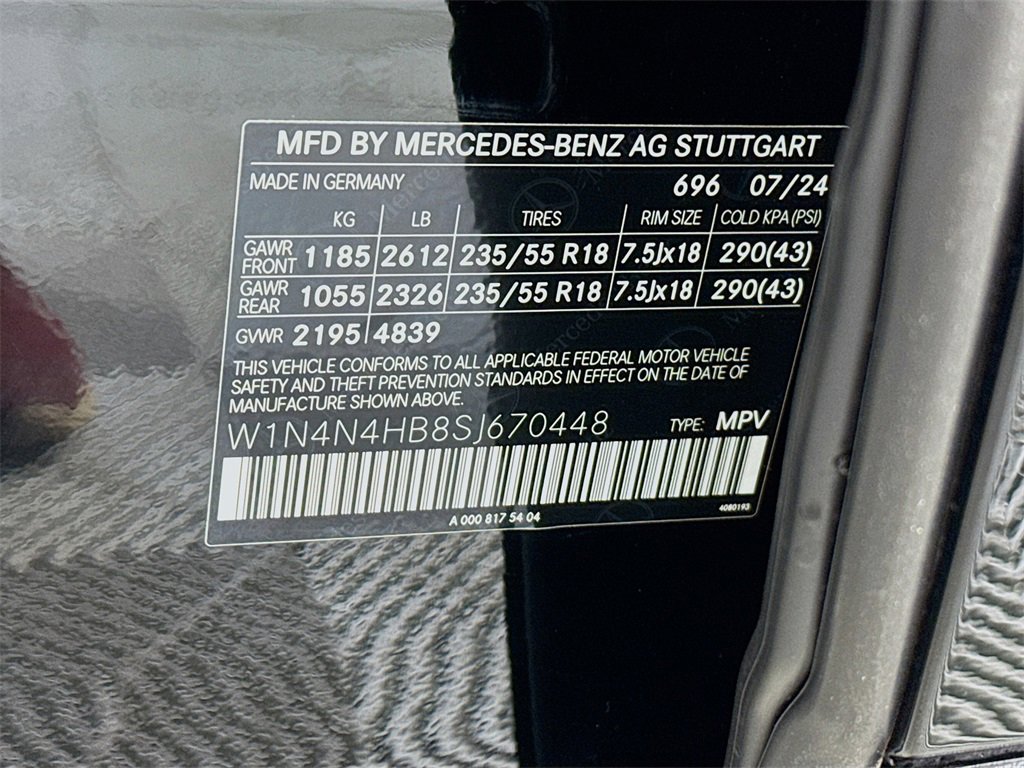 MFD BY MERCEDES-BENZ AG STUTTGART
MADE IN GERMANY 696 07/24
KG LB TIRES RIM SIZE COLD KPA (PSI)
GAWR FRONT 1185 2612 235/55 R18 7.5Jx18 290(43)
GAWR REAR 1055 2326 235/55 R18 7.5Jx18 290(43)
GVWR 2195 4839
THIS VEHICLE CONFORMS TO ALL APPLICABLE FEDERAL MOTOR VEHICLE
SAFETY AND THEFT PREVENTION STANDARDS IN EFFECT ON THE DATE OF
MANUFACTURE SHOWN ABOVE.
W1N4N4HB8SJ670448 TYPE: MPV
A 000 817 54 04 4080193